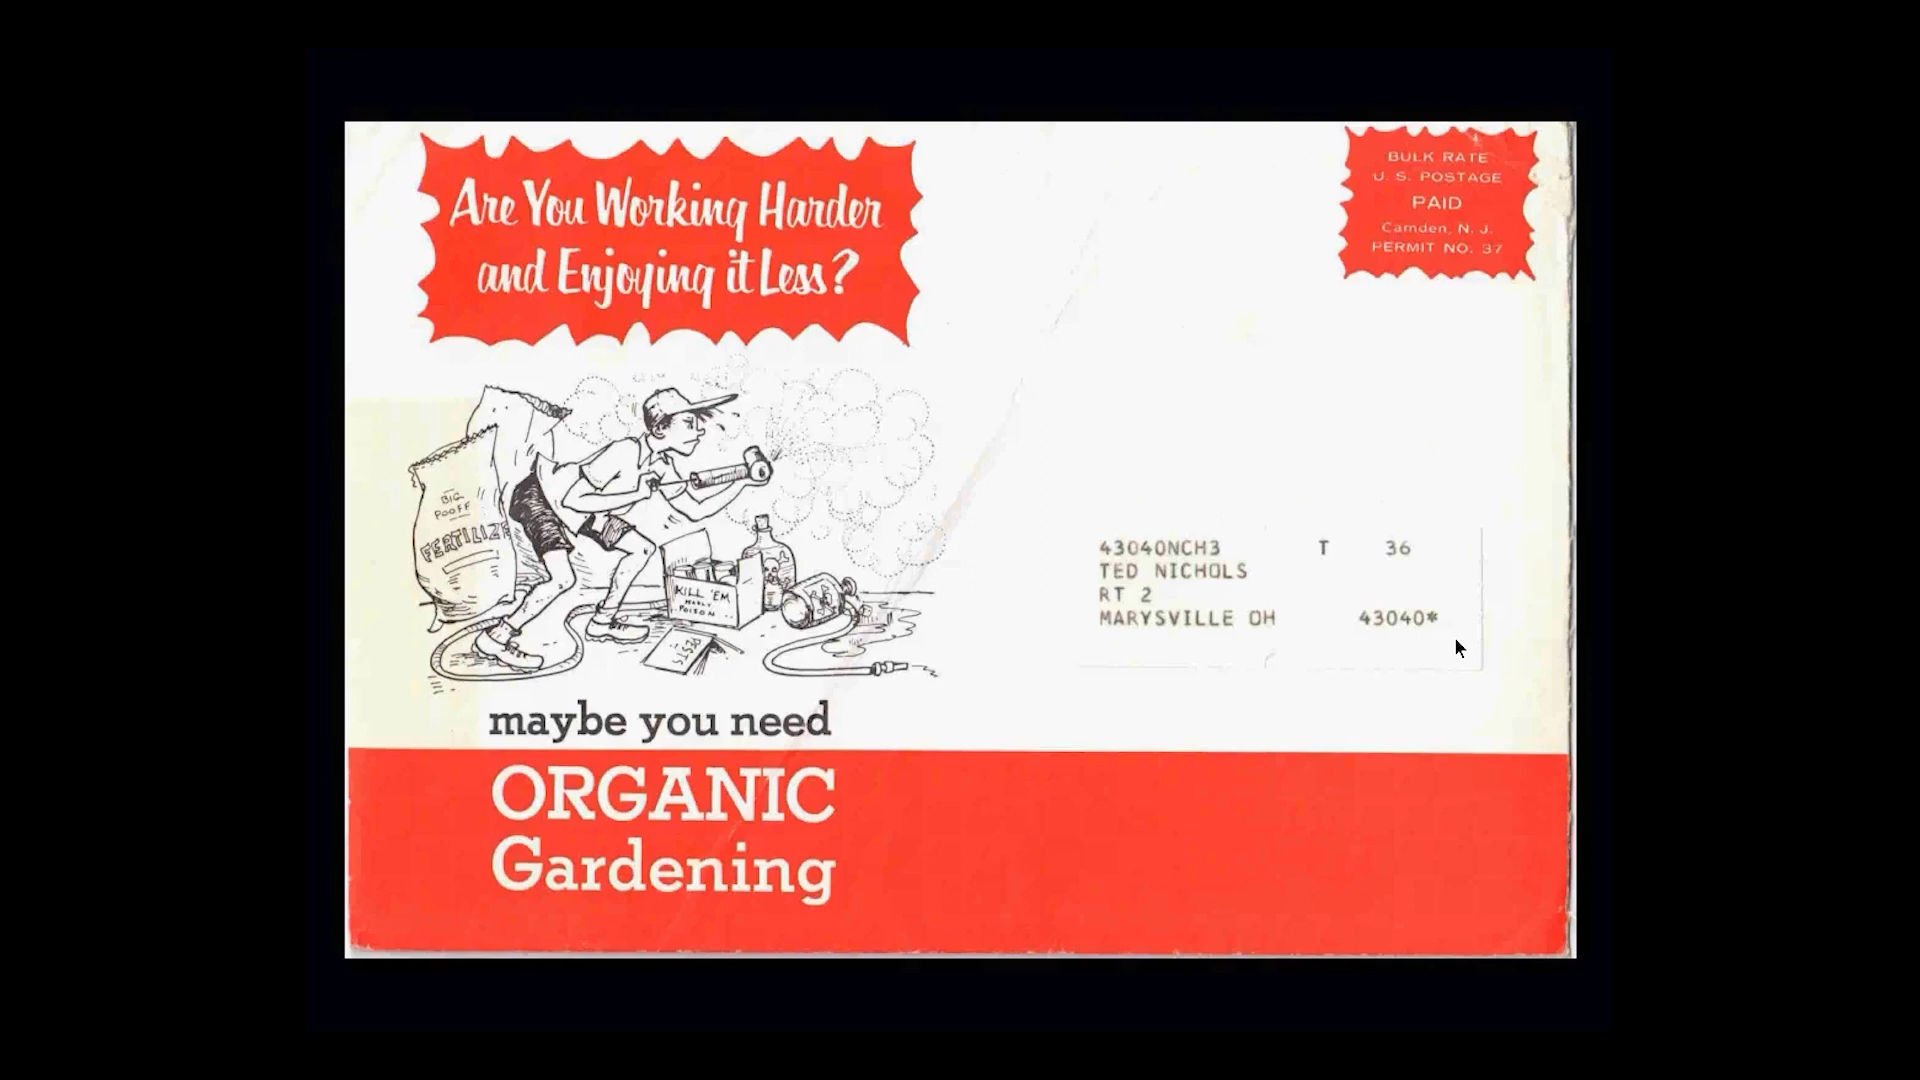 Are You Working Harder
and Enjoying it Less?
BULK RATE
U. S. POSTAGE
PAID
Camden, N. J.
PERMIT NO. 37
BIG
POOFF
FERTILIZE
KILL 'EM
POISON
PESTS
43040NCH3 T 36
TED NICHOLS
RT 2
MARYSVILLE OH 43040*
maybe you need
ORGANIC
Gardening